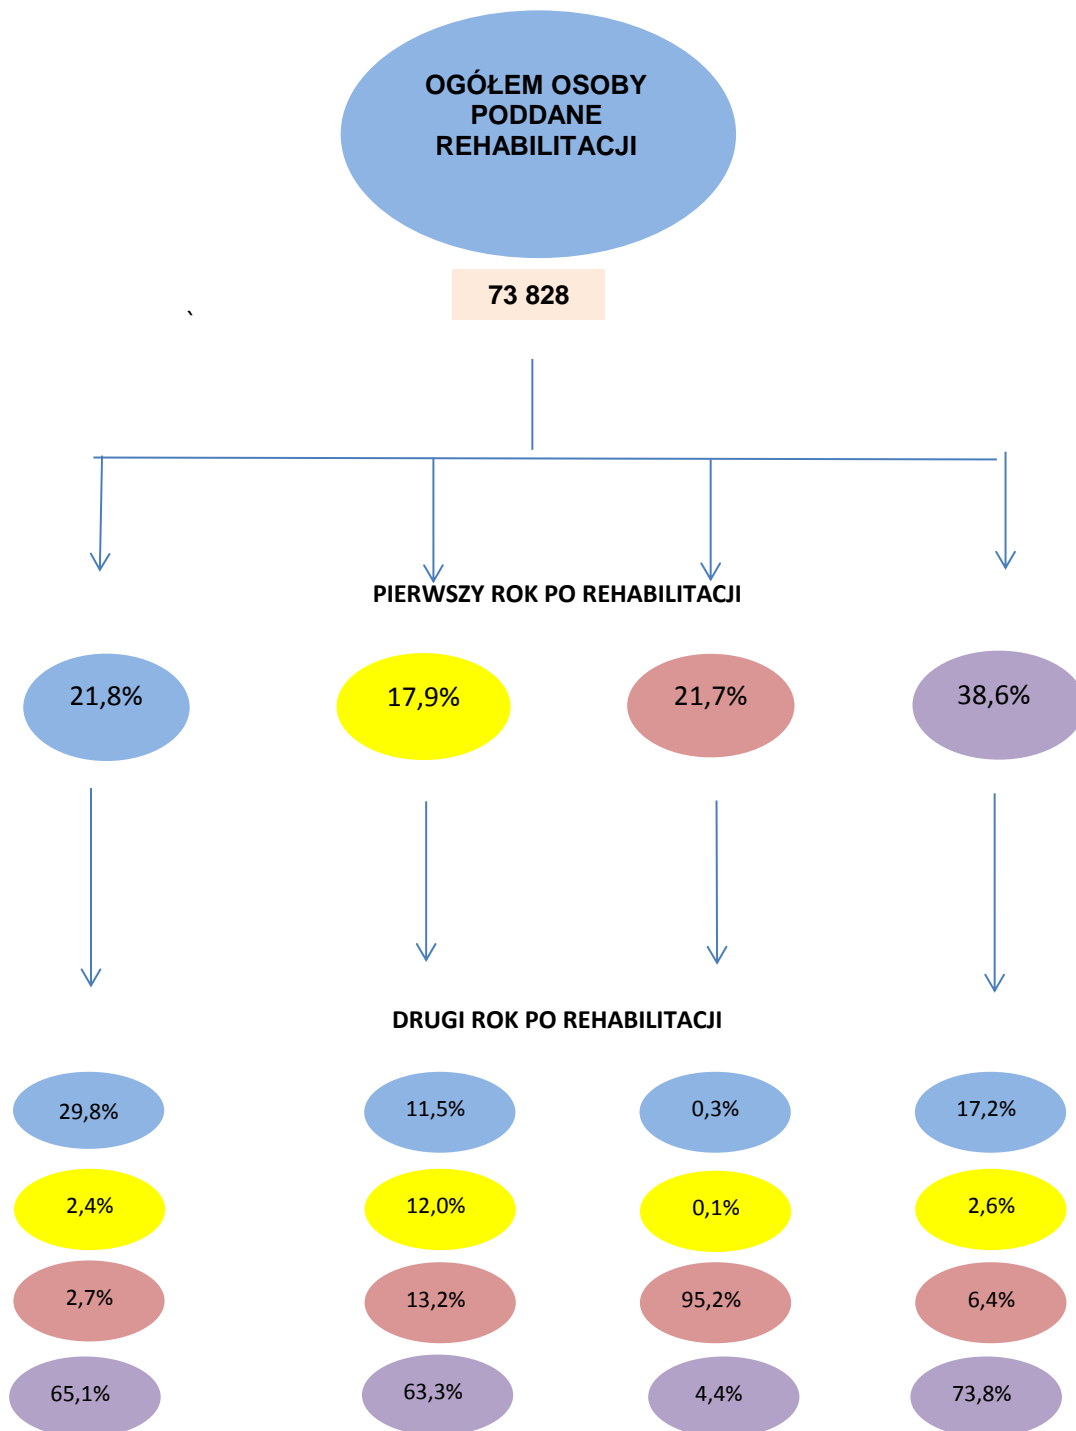 OGÓŁEM OSOBY
PODDANE
REHABILITACJI
73 828
`
PIERWSZY ROK PO REHABILITACJI
21,8% 17,9% 21,7% 38,6%
DRUGI ROK PO REHABILITACJI
29,8% 11,5% 0,3% 17,2%
2,4% 12,0% 0,1% 2,6%
2,7% 13,2% 95,2% 6,4%
65,1% 63,3% 4,4% 73,8%